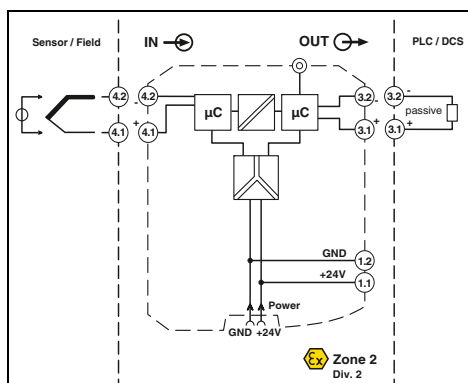 Sensor / Field
IN
OUT
PLC / DCS
4.2
4.2
-
µC
µC
3.2
-
3.2
-
passive
4.1
+
4.1
3.1
+
3.1
+
GND
1.2
+24V
1.1
Power
GND +24V
Ex
Zone 2
Div. 2